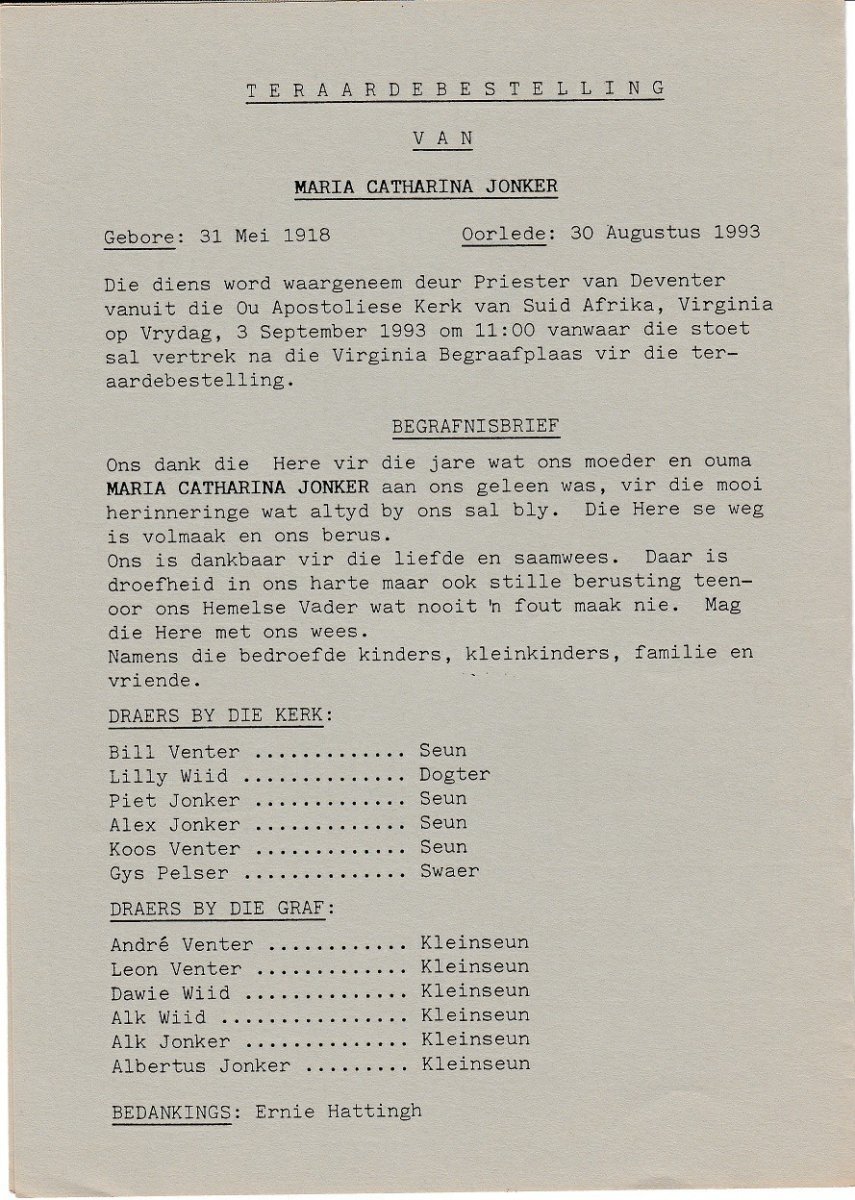 TERAARDEBESTELLING
VAN
MARIA CATHARINA JONKER
Gebore: 31 Mei 1918 Oorlede: 30 Augustus 1993
Die diens word waargeneem deur Priester van Deventer
vanuit die Ou Apostoliese Kerk van Suid Afrika, Virginia
op Vrydag, 3 September 1993 om 11:00 vanwaar die stoet
sal vertrek na die Virginia Begraafplaas vir die ter-
aardebestelling.
BEGRAFNISBRIEF
Ons dank die Here vir die jare wat ons moeder en ouma
MARIA CATHARINA JONKER aan ons geleen was, vir die mooi
herinneringe wat altyd by ons sal bly. Die Here se weg
is volmaak en ons berus.
Ons is dankbaar vir die liefde en saamwees. Daar is
droefheid in ons harte maar ook stille berusting teen-
oor ons Hemelse Vader wat nooit 'n fout maak nie. Mag
die Here met ons wees.
Namens die bedroefde kinders, kleinkinders, familie en
vriende.
DRAERS BY DIE KERK:
Bill Venter ............. Seun
Lilly Wiid .............. Dogter
Piet Jonker ............. Seun
Alex Jonker ............. Seun
Koos Venter ............. Seun
Gys Pelser .............. Swaer
DRAERS BY DIE GRAF:
André Venter ............ Kleinseun
Leon Venter ............. Kleinseun
Dawie Wiid .............. Kleinseun
Alk Wiid ................ Kleinseun
Alk Jonker .............. Kleinseun
Albertus Jonker ......... Kleinseun
BEDANKINGS: Ernie Hattingh